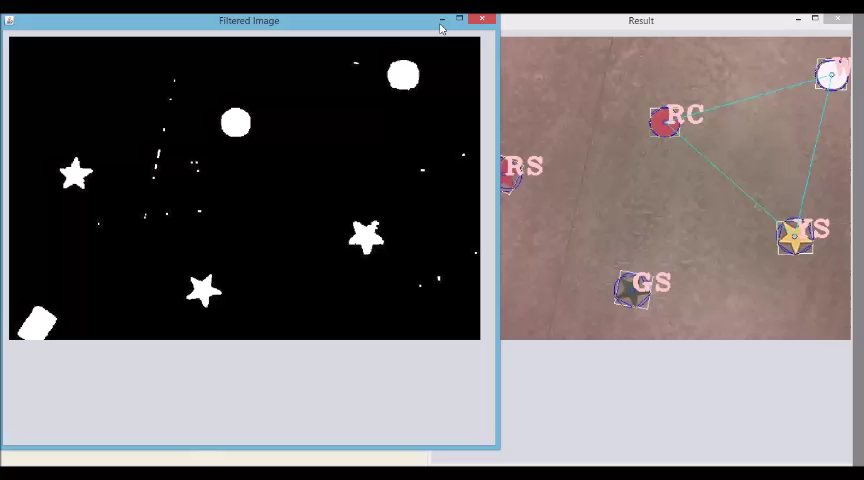 Filtered Image
Result
W
RC
RS
YS
GS